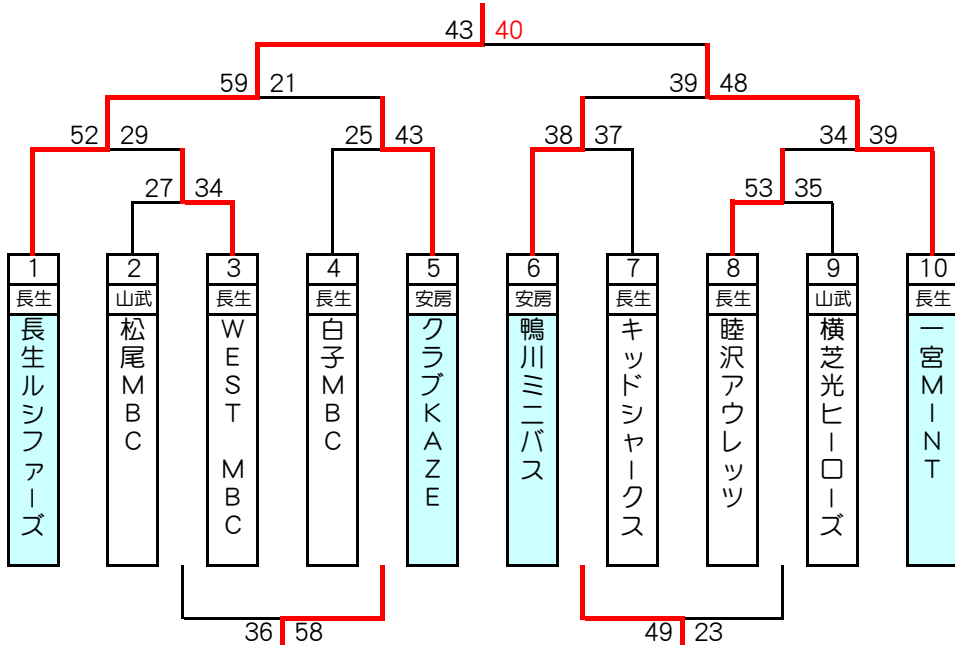 43 40
59 21
39 48
52 29
25 43
38 37
34 39
27 34
53 35
1 2 3 4 5 6 7 8 9 10
長生 山武 長生 長生 安房 安房 長生 長生 山武 長生
長生ルシファーズ
松尾MBC
WEST MBC
白子MBC
クラブKAZE
鴨川ミニバス
キッドシャークス
睦沢アウレッツ
横芝光ヒーローズ
一宮MINT
36 58
49 23